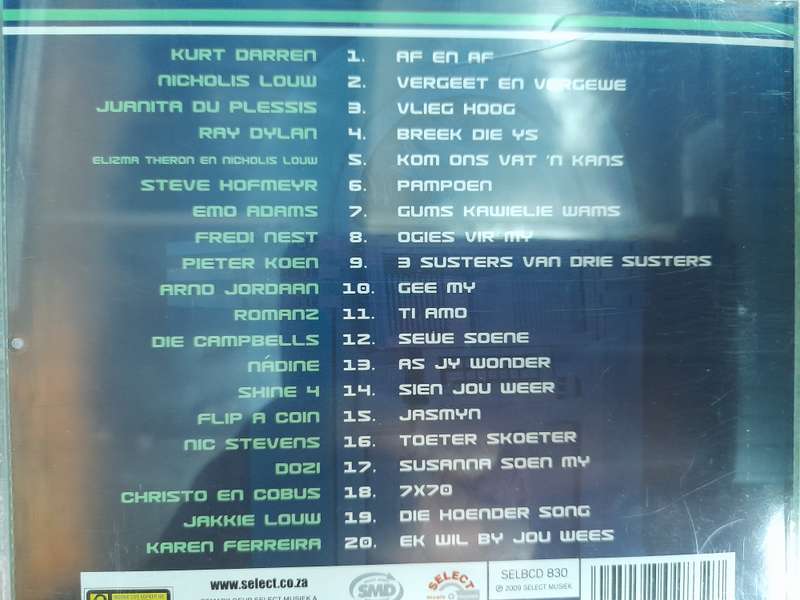 KURT DARREN 1. AF EN AF
NICHOLIS LOUW 2. VERGEET EN VERGEWE
JUANITA DU PLESSIS 3. VLIEG HOOG
RAY DYLAN 4. BREEK DIE YS
ELIZMA THERON EN NICHOLIS LOUW 5. KOM ONS VAT 'N KANS
STEVE HOFMEYR 6. PAMPOEN
EMO ADAMS 7. GUMS KAWIELIE WAMS
FREDI NEST 8. OGIES VIR MY
PIETER KOEN 9. 3 SUSTERS VAN DRIE SUSTERS
ARNO JORDAAN 10. GEE MY
ROMANZ 11. TI AMO
DIE CAMPBELLS 12. SEWE SOENE
NÁDINE 13. AS JY WONDER
SHINE 4 14. SIEN JOU WEER
FLIP A COIN 15. JASMYN
NIC STEVENS 16. TOETER SKOETER
DOZI 17. SUSANNA SOEN MY
CHRISTO EN COBUS 18. 7X70
JAKKIE LOUW 19. DIE HOENDER SONG
KAREN FERREIRA 20. EK WIL BY JOU WEES
www.select.co.za
SMD
SELECT
SELBCD 830
© 2009 SELECT MUSIEK